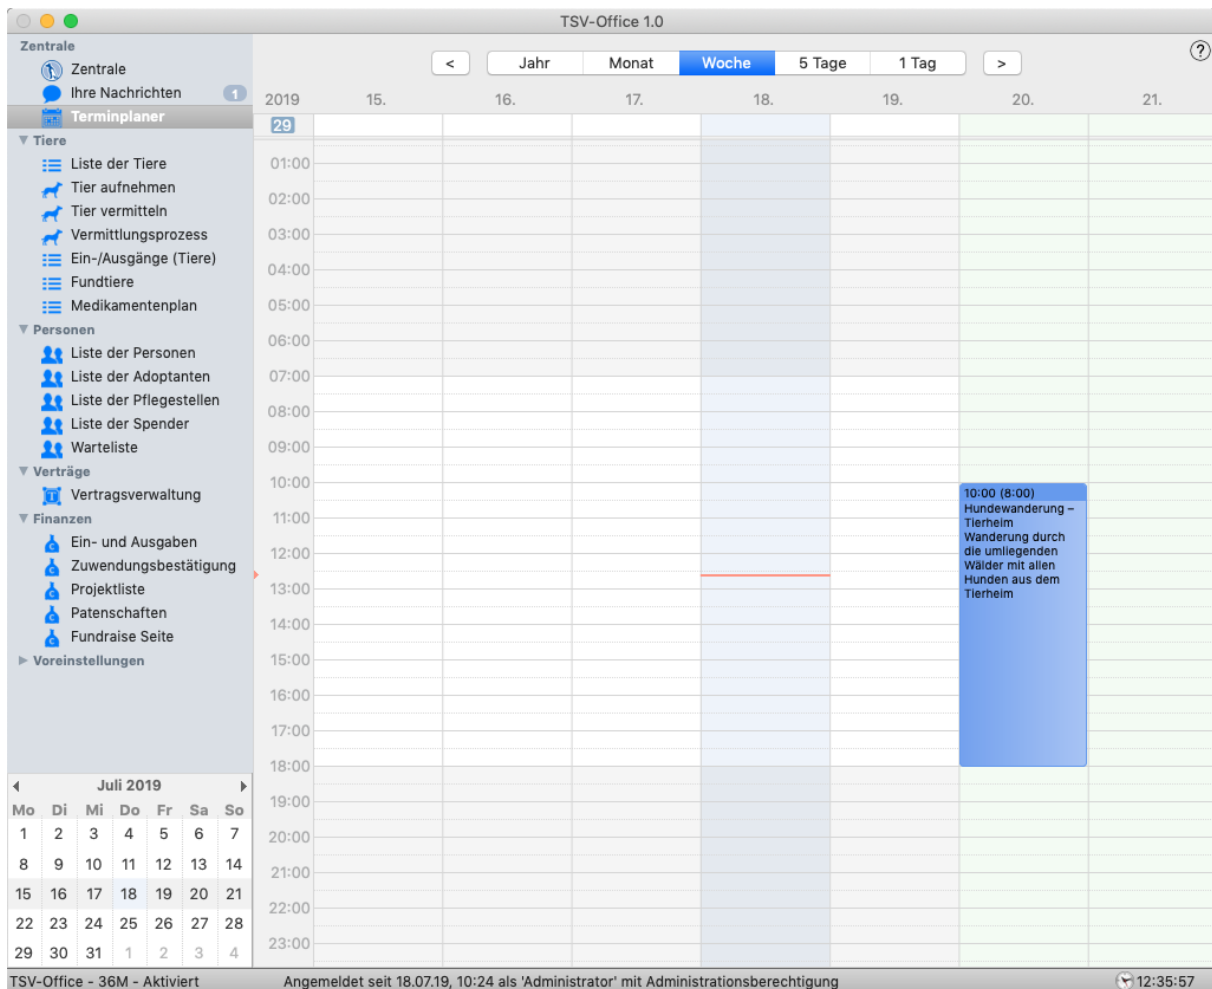 TSV-Office 1.0
Zentrale
Zentrale
Ihre Nachrichten 1
Terminplaner
Tiere
Liste der Tiere
Tier aufnehmen
Tier vermitteln
Vermittlungsprozess
Ein-/Ausgänge (Tiere)
Fundtiere
Medikamentenplan
Personen
Liste der Personen
Liste der Adoptanten
Liste der Pflegestellen
Liste der Spender
Warteliste
Verträge
Vertragsverwaltung
Finanzen
Ein- und Ausgaben
Zuwendungsbestätigung
Projektliste
Patenschaften
Fundraise Seite
Voreinstellungen
Juli 2019
Mo Di Mi Do Fr Sa So
1 2 3 4 5 6 7
8 9 10 11 12 13 14
15 16 17 18 19 20 21
22 23 24 25 26 27 28
29 30 31 1 2 3 4
< Jahr Monat Woche 5 Tage 1 Tag > ?
2019 15. 16. 17. 18. 19. 20. 21.
29
01:00
02:00
03:00
04:00
05:00
06:00
07:00
08:00
09:00
10:00
11:00
12:00
13:00
14:00
15:00
16:00
17:00
18:00
19:00
20:00
21:00
22:00
23:00
10:00 (8:00)
Hundewanderung –
Tierheim
Wanderung durch
die umliegenden
Wälder mit allen
Hunden aus dem
Tierheim
TSV-Office - 36M - Aktiviert Angemeldet seit 18.07.19, 10:24 als 'Administrator' mit Administrationsberechtigung 12:35:57